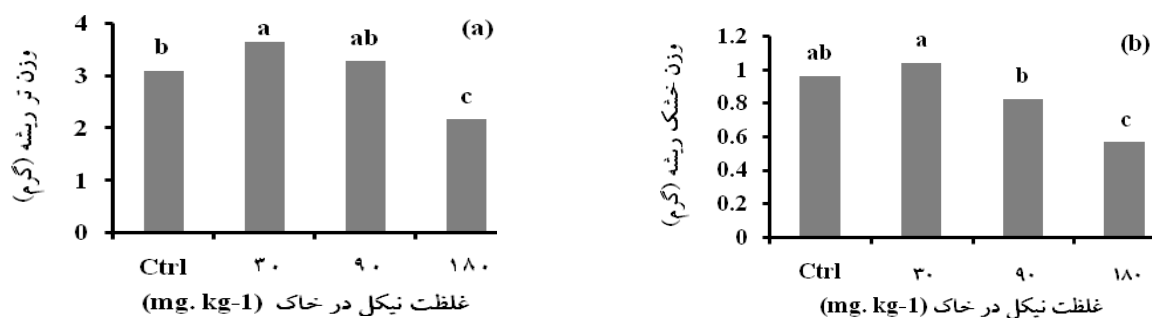 (a)
وزن تر ریشه (گرم)
4
3
2
1
0
b
a
ab
c
Ctrl ۳۰ ۹۰ ۱۸۰
غلظت نیکل در خاک (mg. kg-1)
(b)
وزن خشک ریشه (گرم)
1.2
1
0.8
0.6
0.4
0.2
0
ab
a
b
c
Ctrl ۳۰ ۹۰ ۱۸۰
غلظت نیکل در خاک (mg. kg-1)